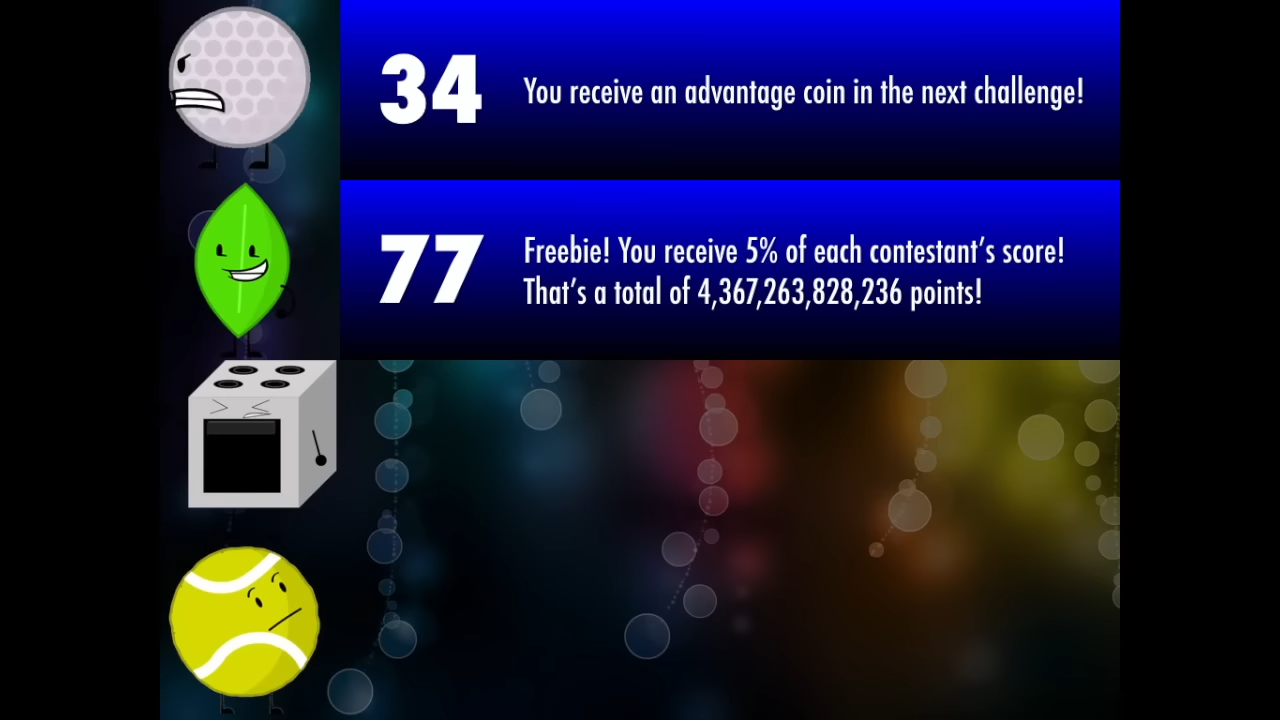 34
You receive an advantage coin in the next challenge!
77
Freebie! You receive 5% of each contestant's score!
That's a total of 4,367,263,828,236 points!